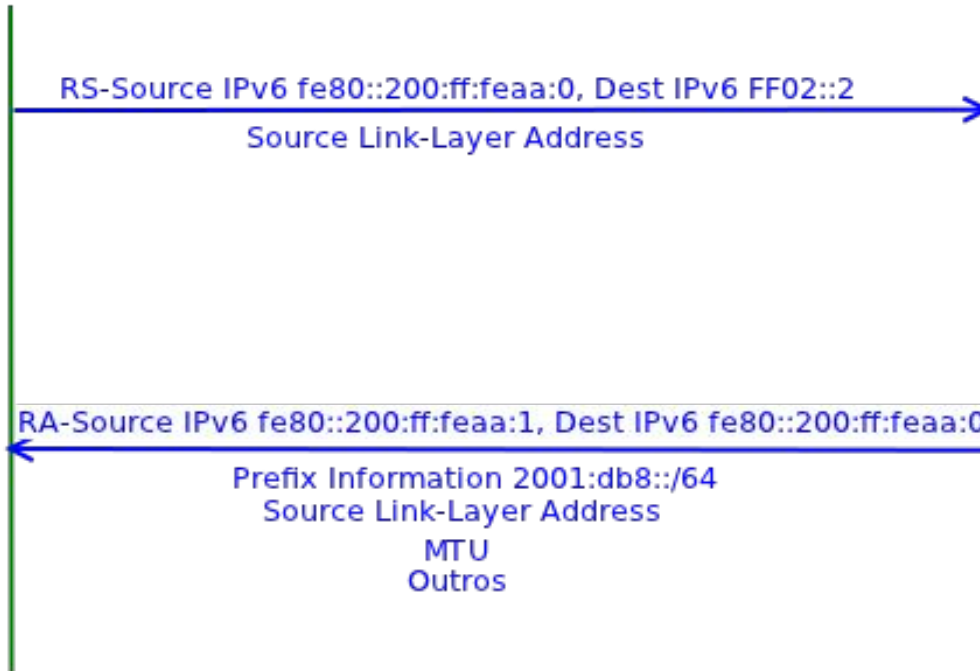 RS-Source IPv6 fe80::200:ff:feaa:0, Dest IPv6 FF02::2
Source Link-Layer Address
RA-Source IPv6 fe80::200:ff:feaa:1, Dest IPv6 fe80::200:ff:feaa:0
Prefix Information 2001:db8::/64
Source Link-Layer Address
MTU
Outros